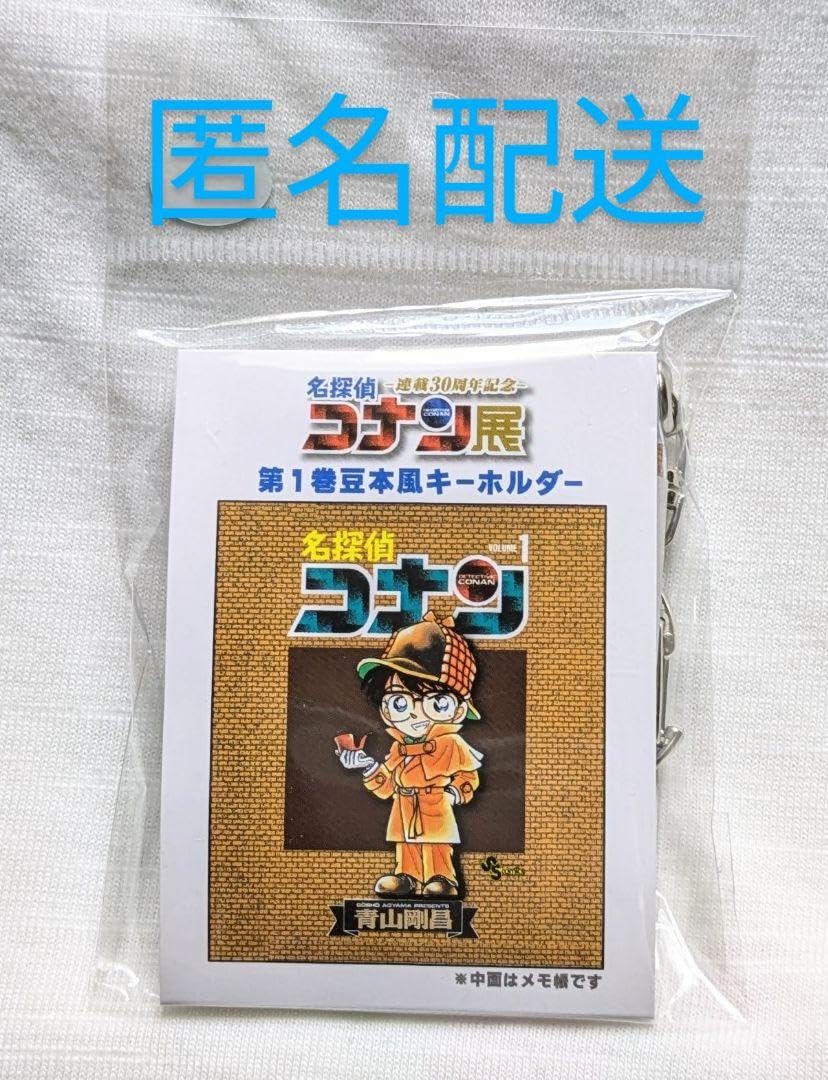 匿名配送
-連載30周年記念-
名探偵
コナン展
DETECTIVE CONAN
第1巻豆本風キーホルダー
名探偵
VOLUME 1
コナン
DETECTIVE CONAN
GOSHO AOYAMA PRESENTS
青山剛昌
※中面はメモ帳です